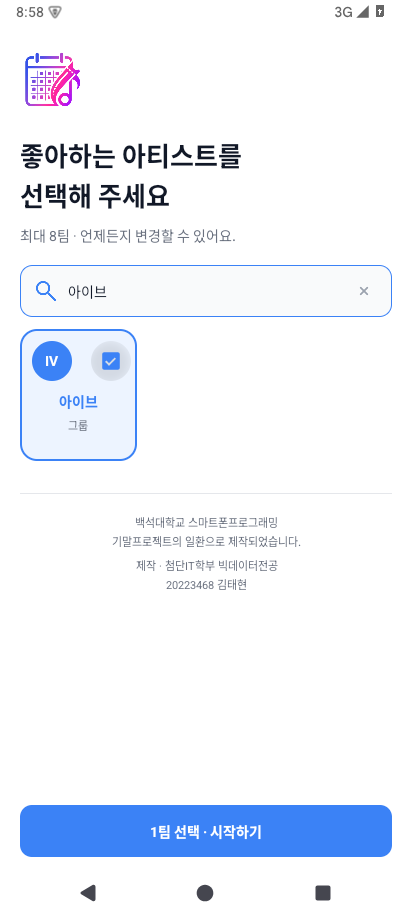 8:58
3G
좋아하는 아티스트를
선택해 주세요
최대 8팀 · 언제든지 변경할 수 있어요.
아이브
IV
아이브
그룹
백석대학교 스마트폰프로그래밍
기말프로젝트의 일환으로 제작되었습니다.
제작 · 첨단IT학부 빅데이터전공
20223468 김태현
1팀 선택 · 시작하기